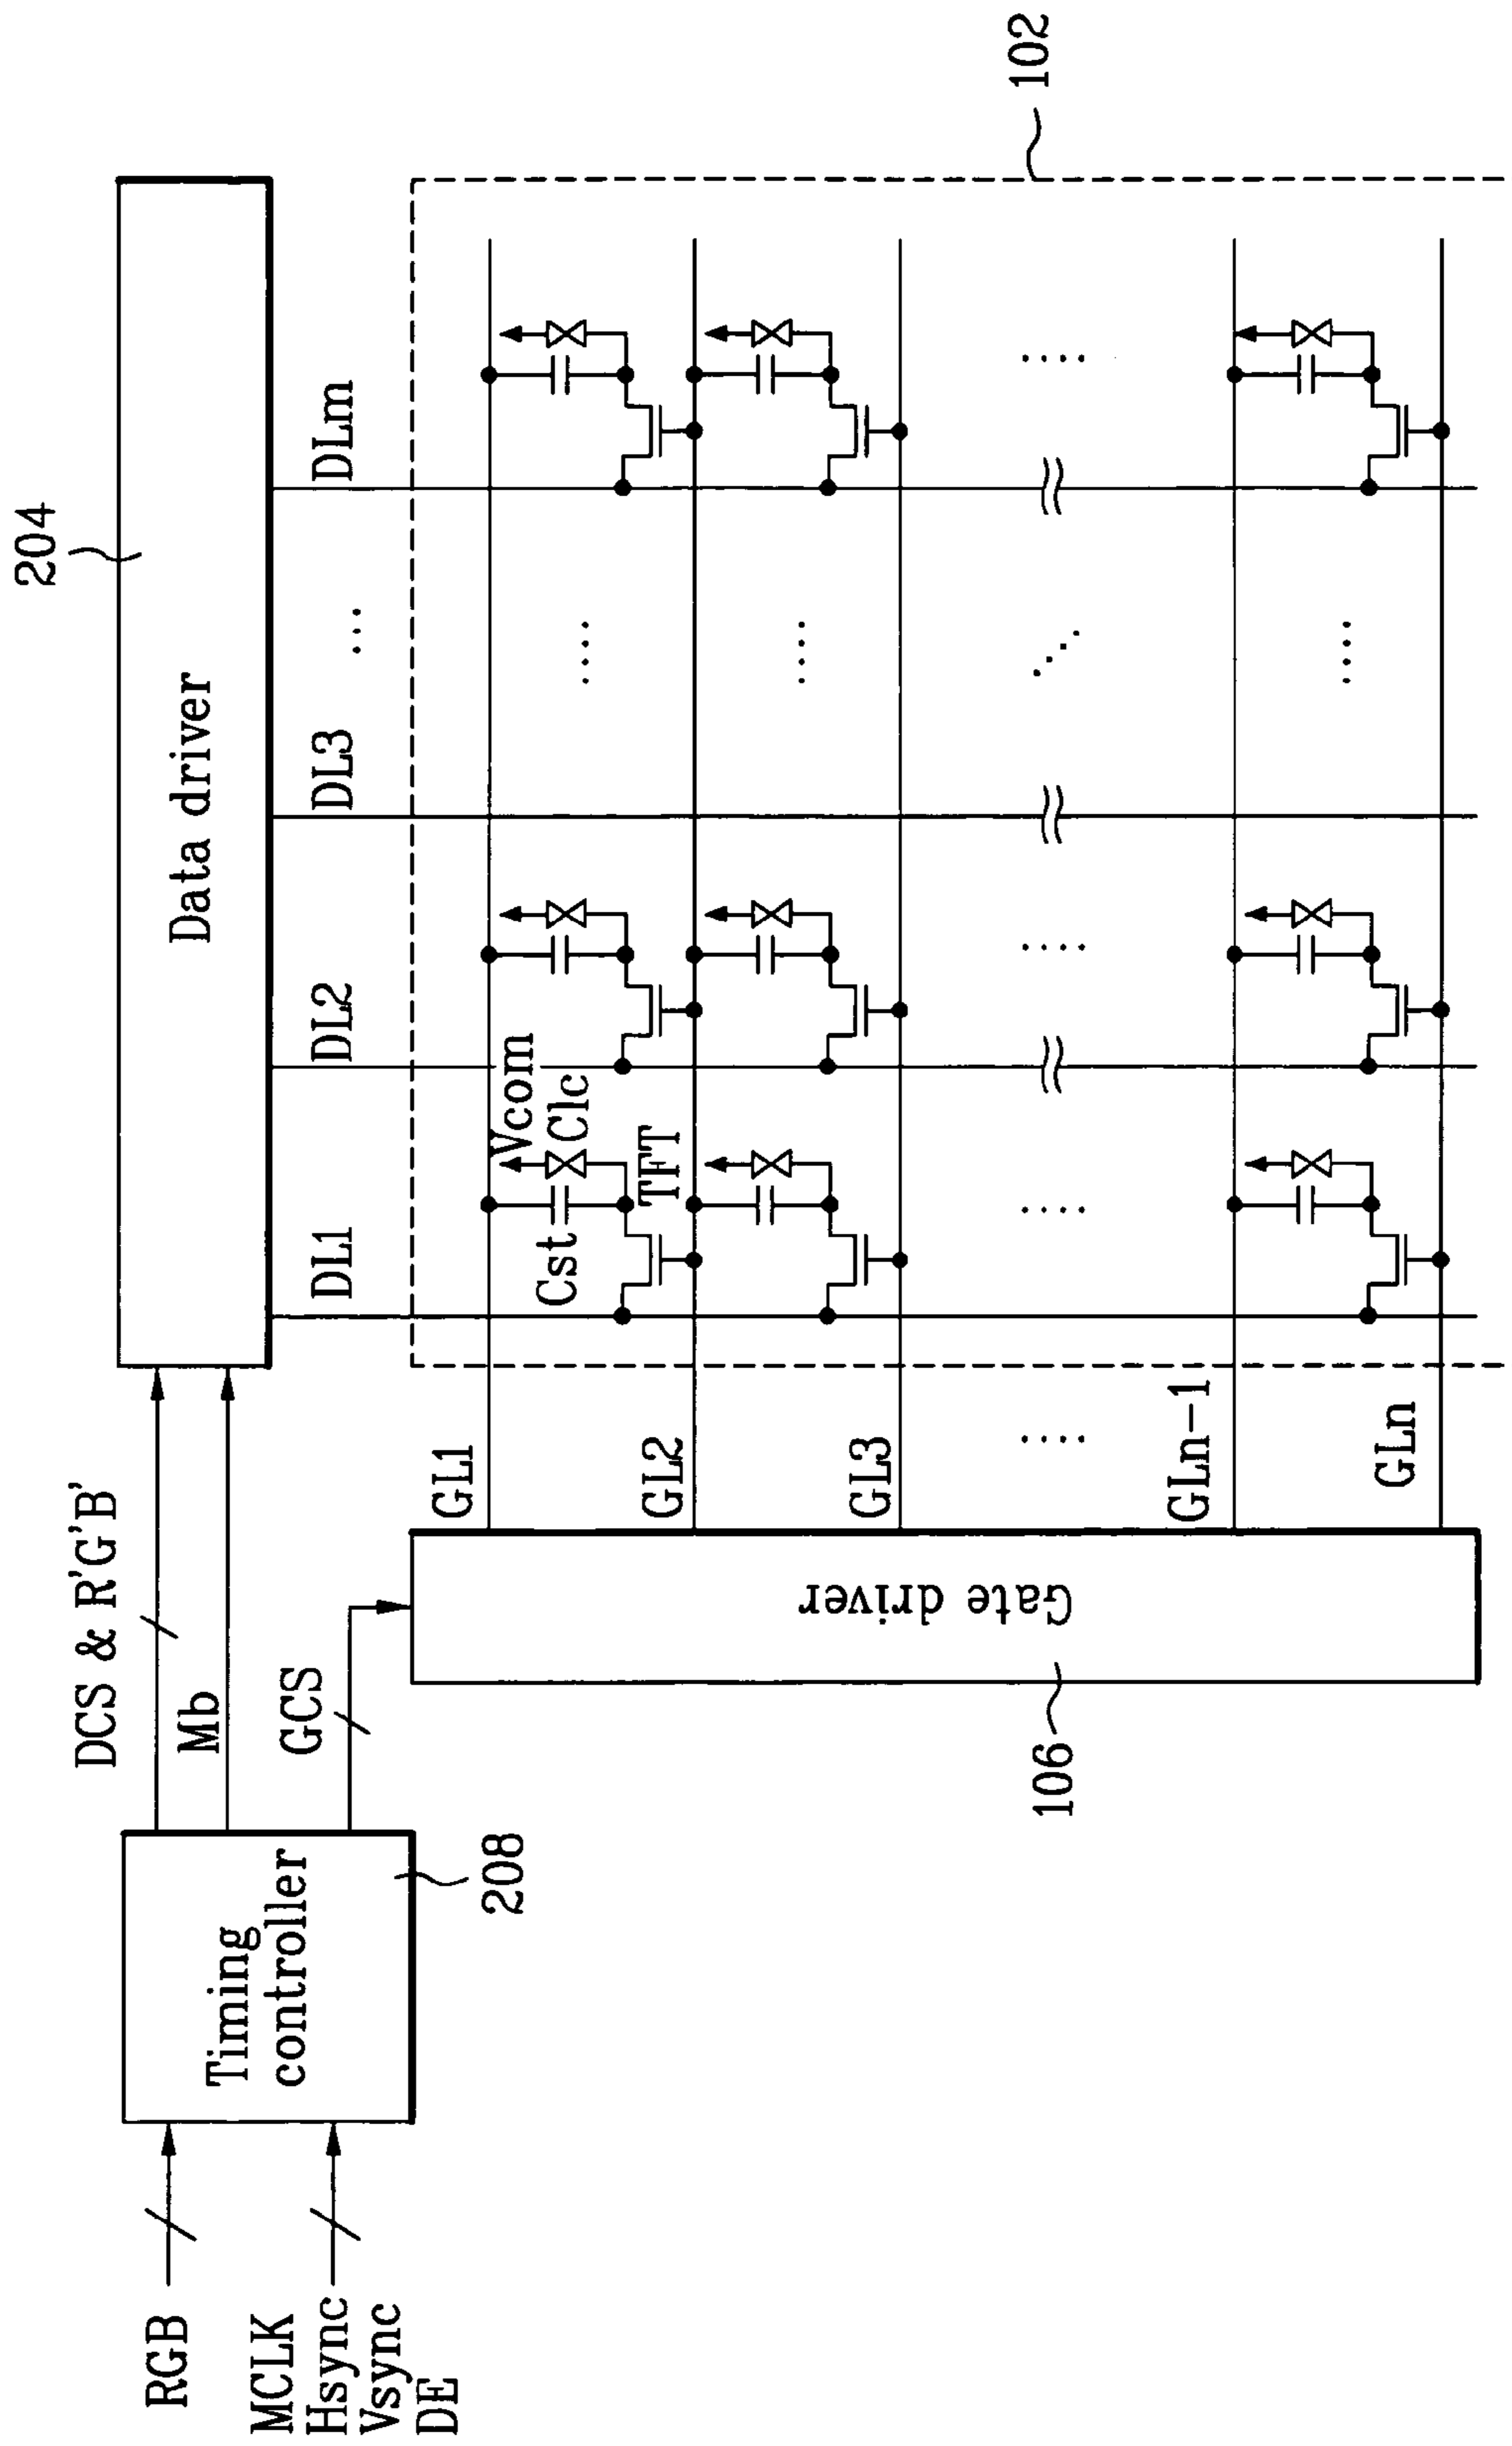 204
Data driver
DCS & R'G'B'
Mb
GCS
RGB
MCLK
Hsync
Vsync
DE
Timing
controller
208
DL1
DL2
DL3
...
DLm
102
GL1
GL2
GL3
....
GLn-1
GLn
Vcom
Clc
Cst
TFT
Gate driver
106